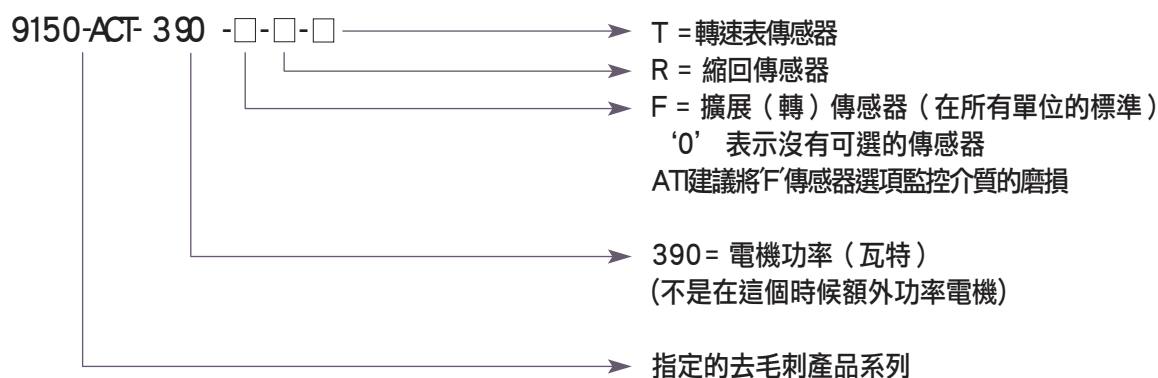 9150-ACT- 390 -□-□-□
T =轉速表傳感器
R = 縮回傳感器
F = 擴展（轉）傳感器（在所有單位的標準）
‘0’ 表示沒有可選的傳感器
ATI建議將'F'傳感器選項監控介質的磨損
390= 電機功率（瓦特）
(不是在這個時候額外功率電機)
指定的去毛刺產品系列